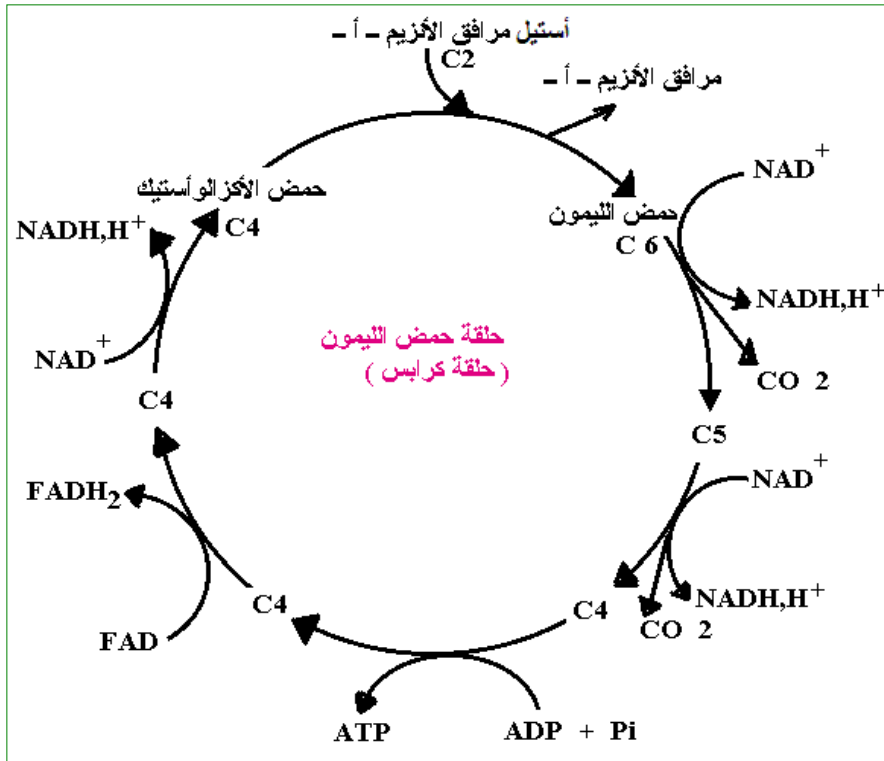 أستيل مرافق الأنزيم – أ –
C2
مرافق الأنزيم – أ –
NAD+
حمض الأكزالوأستيك
C4
حمض الليمون
C 6
NADH,H+
NADH,H+
حلقة حمض الليمون
( حلقة كرابس )
NAD+
CO 2
C4
C5
NAD+
FADH2
C4
C4
NADH,H+
CO 2
FAD
ATP
ADP + Pi